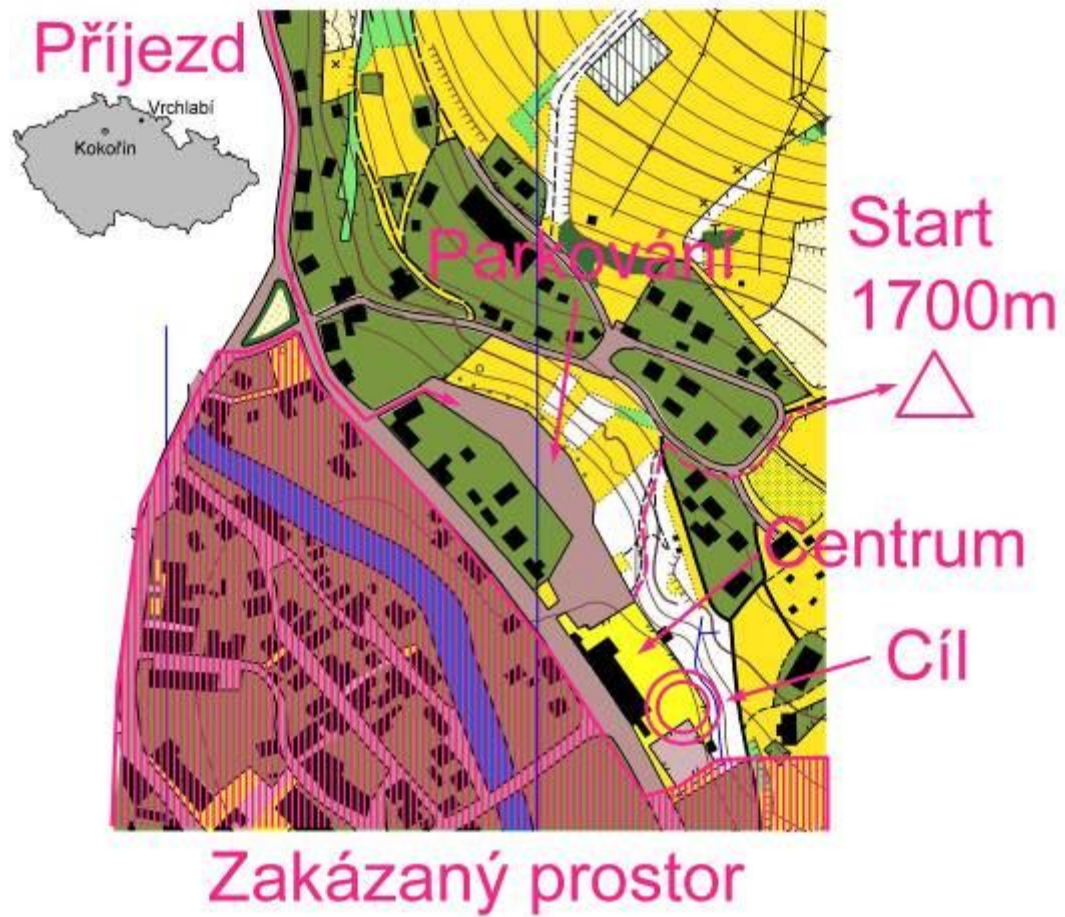 Příjezd
Vrchlabí
Kokořín
Parkování
Start
1700m
Centrum
Cíl
Zakázaný prostor